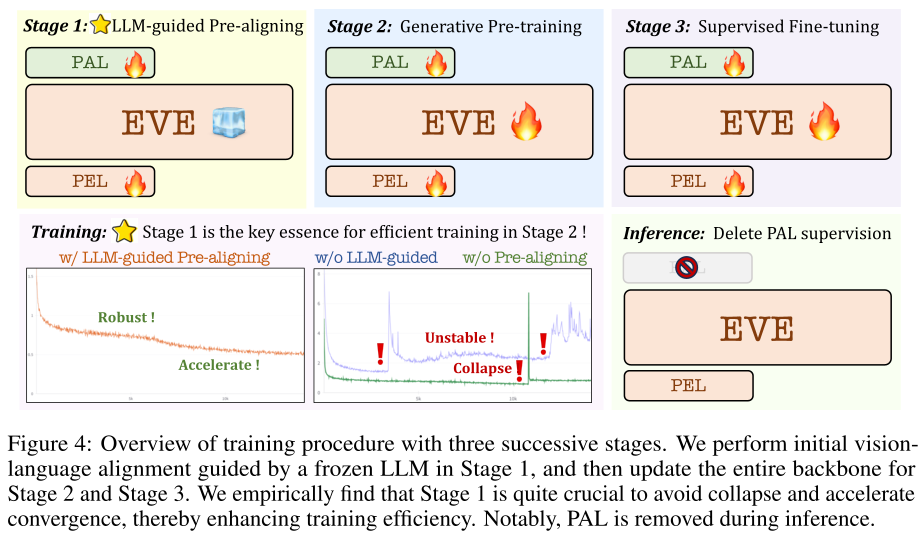 Stage 1: LLM-guided Pre-aligning
PAL
EVE
PEL
Stage 2: Generative Pre-training
PAL
EVE
PEL
Stage 3: Supervised Fine-tuning
PAL
EVE
PEL
Training: Stage 1 is the key essence for efficient training in Stage 2 !
w/ LLM-guided Pre-aligning
Robust !
Accelerate !
w/o LLM-guided w/o Pre-aligning
Unstable !
Collapse
Inference: Delete PAL supervision
EVE
PEL
Figure 4: Overview of training procedure with three successive stages. We perform initial vision-
language alignment guided by a frozen LLM in Stage 1, and then update the entire backbone for
Stage 2 and Stage 3. We empirically find that Stage 1 is quite crucial to avoid collapse and accelerate
convergence, thereby enhancing training efficiency. Notably, PAL is removed during inference.